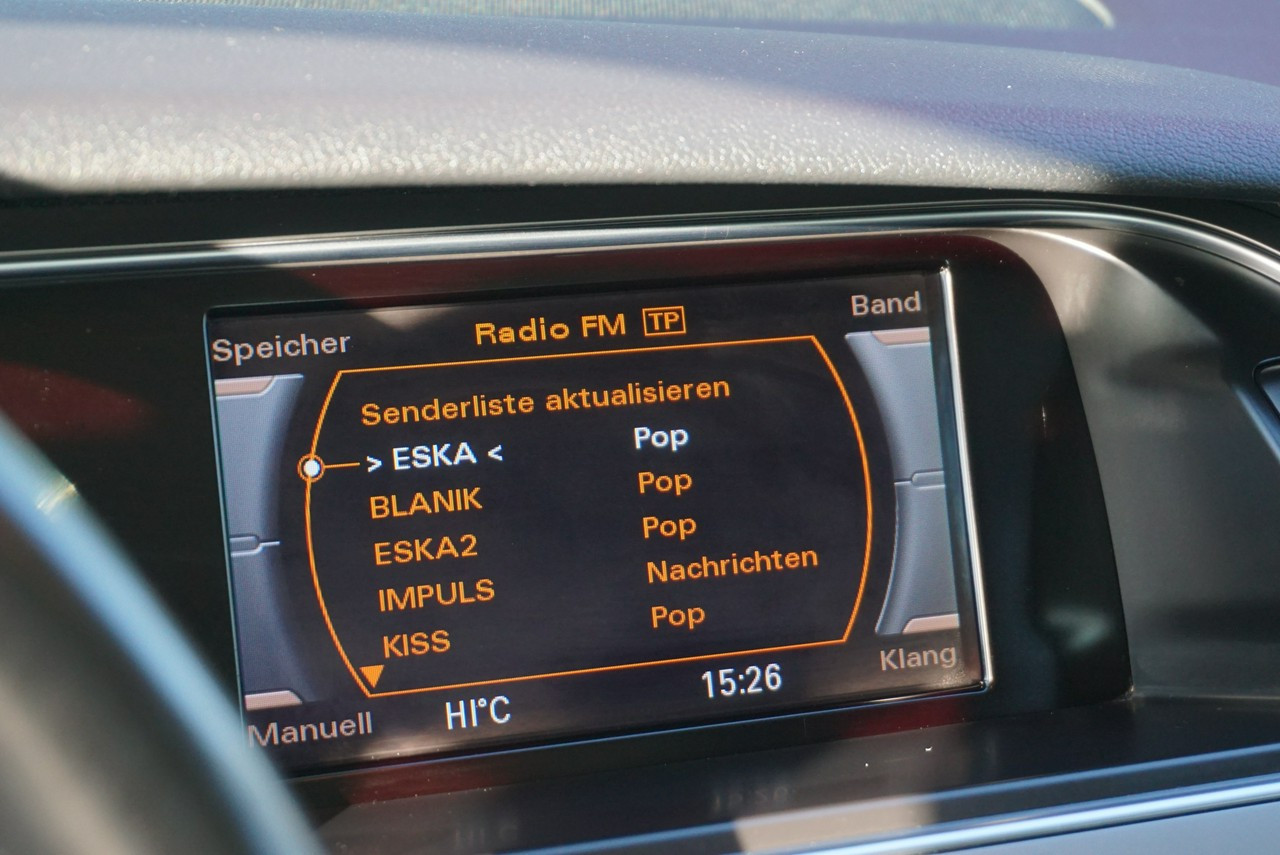 Radio FM TP
Band
Speicher
Senderliste aktualisieren
> ESKA < Pop
BLANIK Pop
ESKA2 Pop
IMPULS Nachrichten
KISS Pop
Klang
Manuell
HI°C
15:26